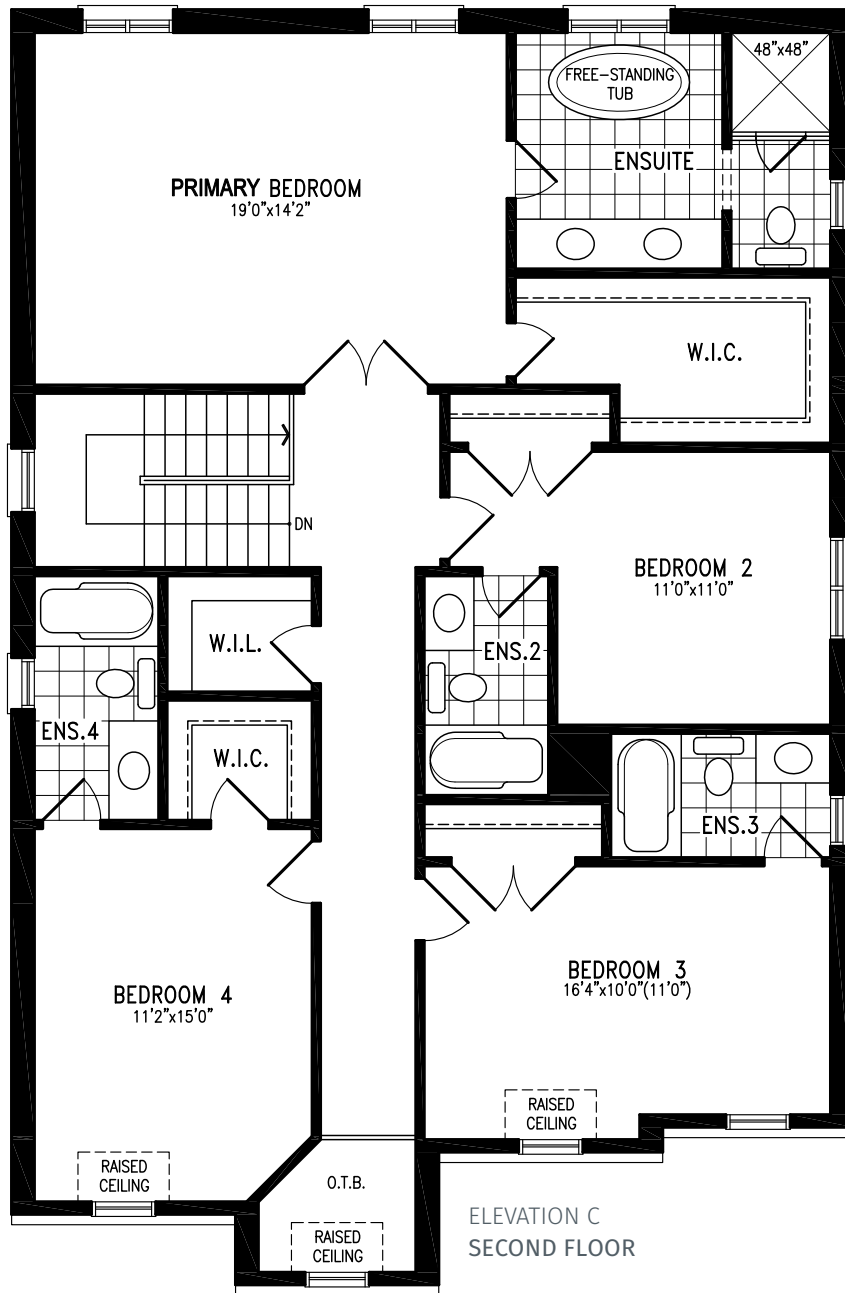 48"x48"
FREE-STANDING
TUB
ENSUITE
PRIMARY BEDROOM
19'0"x14'2"
W.I.C.
DN
BEDROOM 2
11'0"x11'0"
W.I.L.
ENS.2
ENS.4
W.I.C.
ENS.3
BEDROOM 3
16'4"x10'0"(11'0")
BEDROOM 4
11'2"x15'0"
RAISED
CEILING
RAISED
CEILING
O.T.B.
RAISED
CEILING
ELEVATION C
SECOND FLOOR